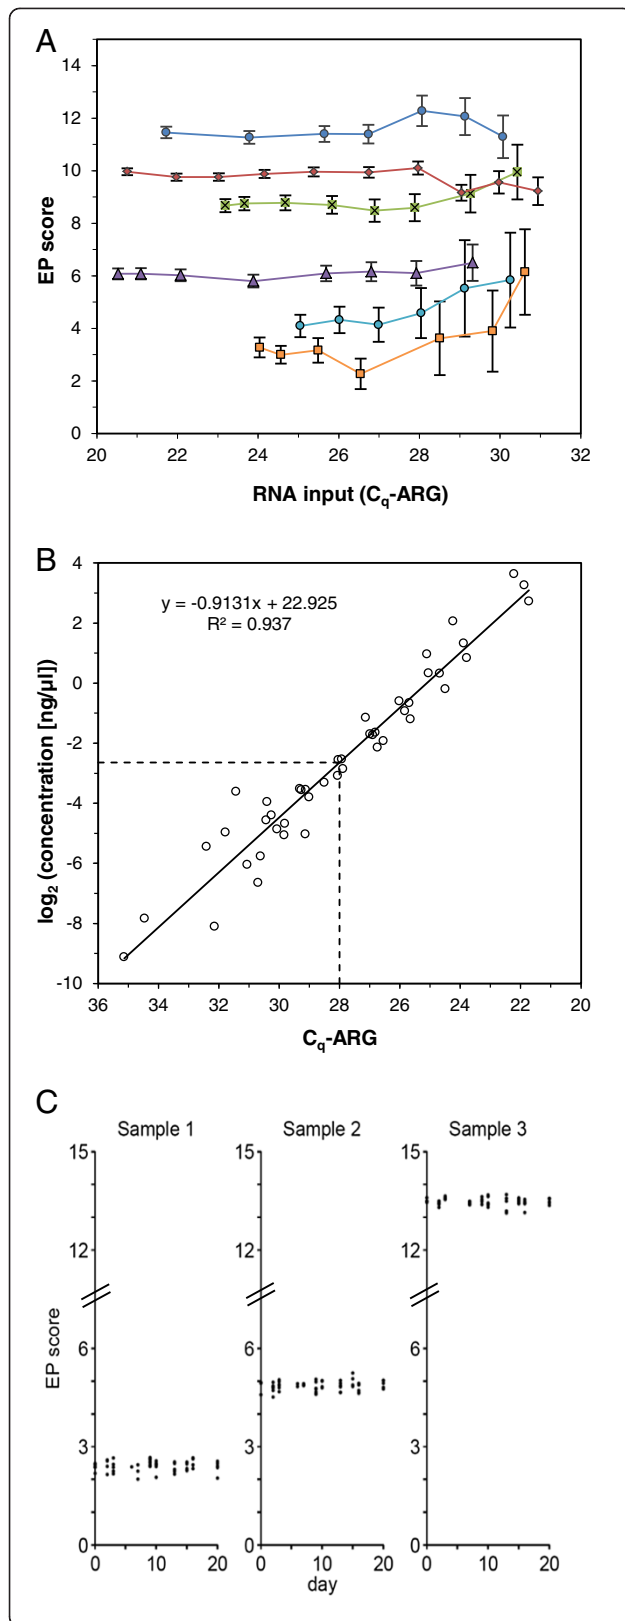 A
14
12
10
8
6
4
2
0
EP score
20 22 24 26 28 30 32
RNA input (Cq-ARG)
B
y = -0.9131x + 22.925
R² = 0.937
4
2
0
-2
-4
-6
-8
-10
log2 (concentration [ng/µl])
36 34 32 30 28 26 24 22 20
Cq-ARG
C
Sample 1 Sample 2 Sample 3
15 15 15
12 12 12
6 6 6
3 3 3
0 0 0
EP score
0 10 20 0 10 20 0 10 20
day